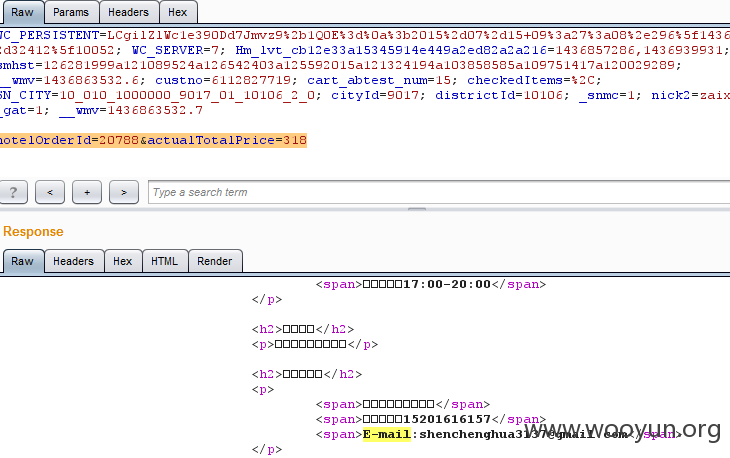 Raw Params Headers Hex
WC_PERSISTENT=LCgilZlWc1e39ODd7Jmvz9%2b1Q0E%3d%0a%3b2015%2d07%2d15+09%3a27%3a08%2e296%5f1436
2d32412%5f10052; WC_SERVER=7; Hm_lvt_cb12e33a15345914e449a2ed82a2a216=1436857286,1436939931;
smhst=126281999a121089524a126542403a125592015a121324194a103858585a109751417a120029289;
__wmv=1436863532.6; custno=6112827719; cart_abtest_num=15; checkedItems=%2C;
SN_CITY=10_010_1000000_9017_01_10106_2_0; cityId=9017; districtId=10106; _snmc=1; nick2=zaix
_gat=1; __wmv=1436863532.7
hotelOrderId=20788&actualTotalPrice=318
? < + > Type a search term
Response
Raw Headers Hex HTML Render
<span>□□□□□17:00-20:00</span>
</p>
<h2>□□□□</h2>
<p>□□□□□□□□□</p>
<h2>□□□□□</h2>
<p>
<span>□□□□□□□□□</span>
<span>□□□□□15201616157</span>
<span>E-mail:shenchenghua3137@gmail.com</span>
</p>
www.wooyun.org